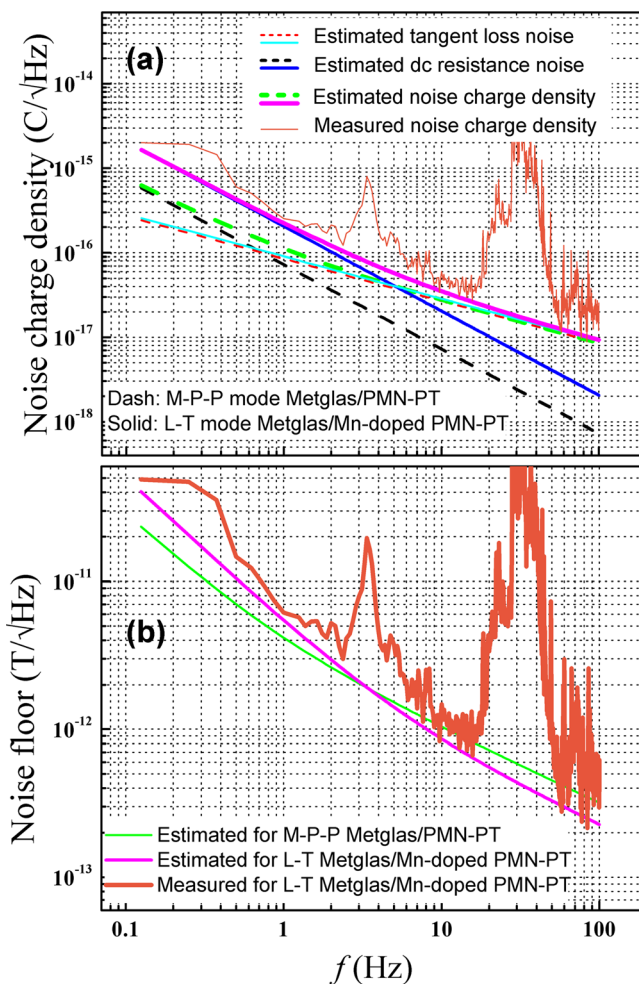 (a)
Estimated tangent loss noise
Estimated dc resistance noise
Estimated noise charge density
Measured noise charge density
Noise charge density (C/√Hz)
10^-14
10^-15
10^-16
10^-17
10^-18
Dash: M-P-P mode Metglas/PMN-PT
Solid: L-T mode Metglas/Mn-doped PMN-PT
(b)
Noise floor (T/√Hz)
10^-11
10^-12
10^-13
Estimated for M-P-P Metglas/PMN-PT
Estimated for L-T Metglas/Mn-doped PMN-PT
Measured for L-T Metglas/Mn-doped PMN-PT
0.1 1 10 100
f (Hz)